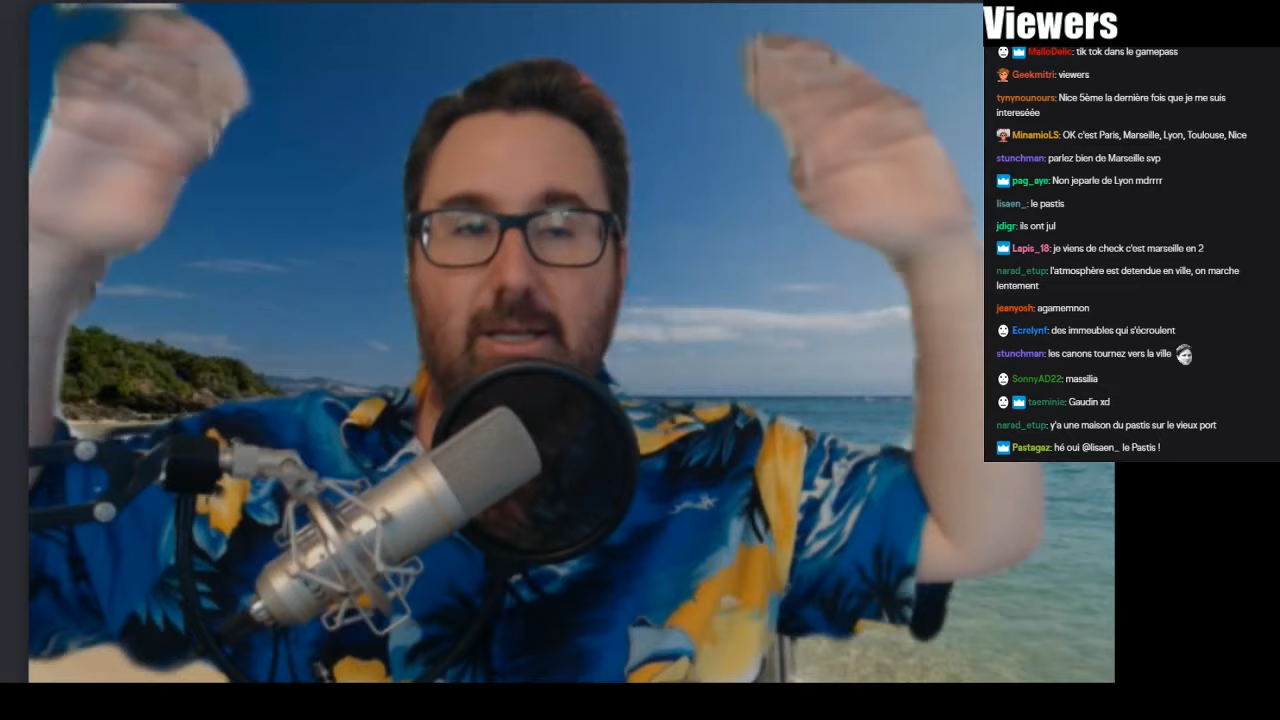 Viewers
MalloDelic: tik tok dans le gamepass
Geekmitri: viewers
tynynounours: Nice 5ème la dernière fois que je me suis
intereséée
MinamioLS: OK c'est Paris, Marseille, Lyon, Toulouse, Nice
stunchman: parlez bien de Marseille svp
pag_aye: Non jeparle de Lyon mdrrrr
lisaen_: le pastis
jdigr: ils ont jul
Lapis_18: je viens de check c'est marseille en 2
narad_etup: l'atmosphère est detendue en ville, on marche
lentement
jeanyosh: agamemnon
Ecrelynf: des immeubles qui s'écroulent
stunchman: les canons tournez vers la ville
SonnyAD22: massilia
taeminie: Gaudin xd
narad_etup: y'a une maison du pastis sur le vieux port
Pastagaz: hé oui @lisaen_ le Pastis !